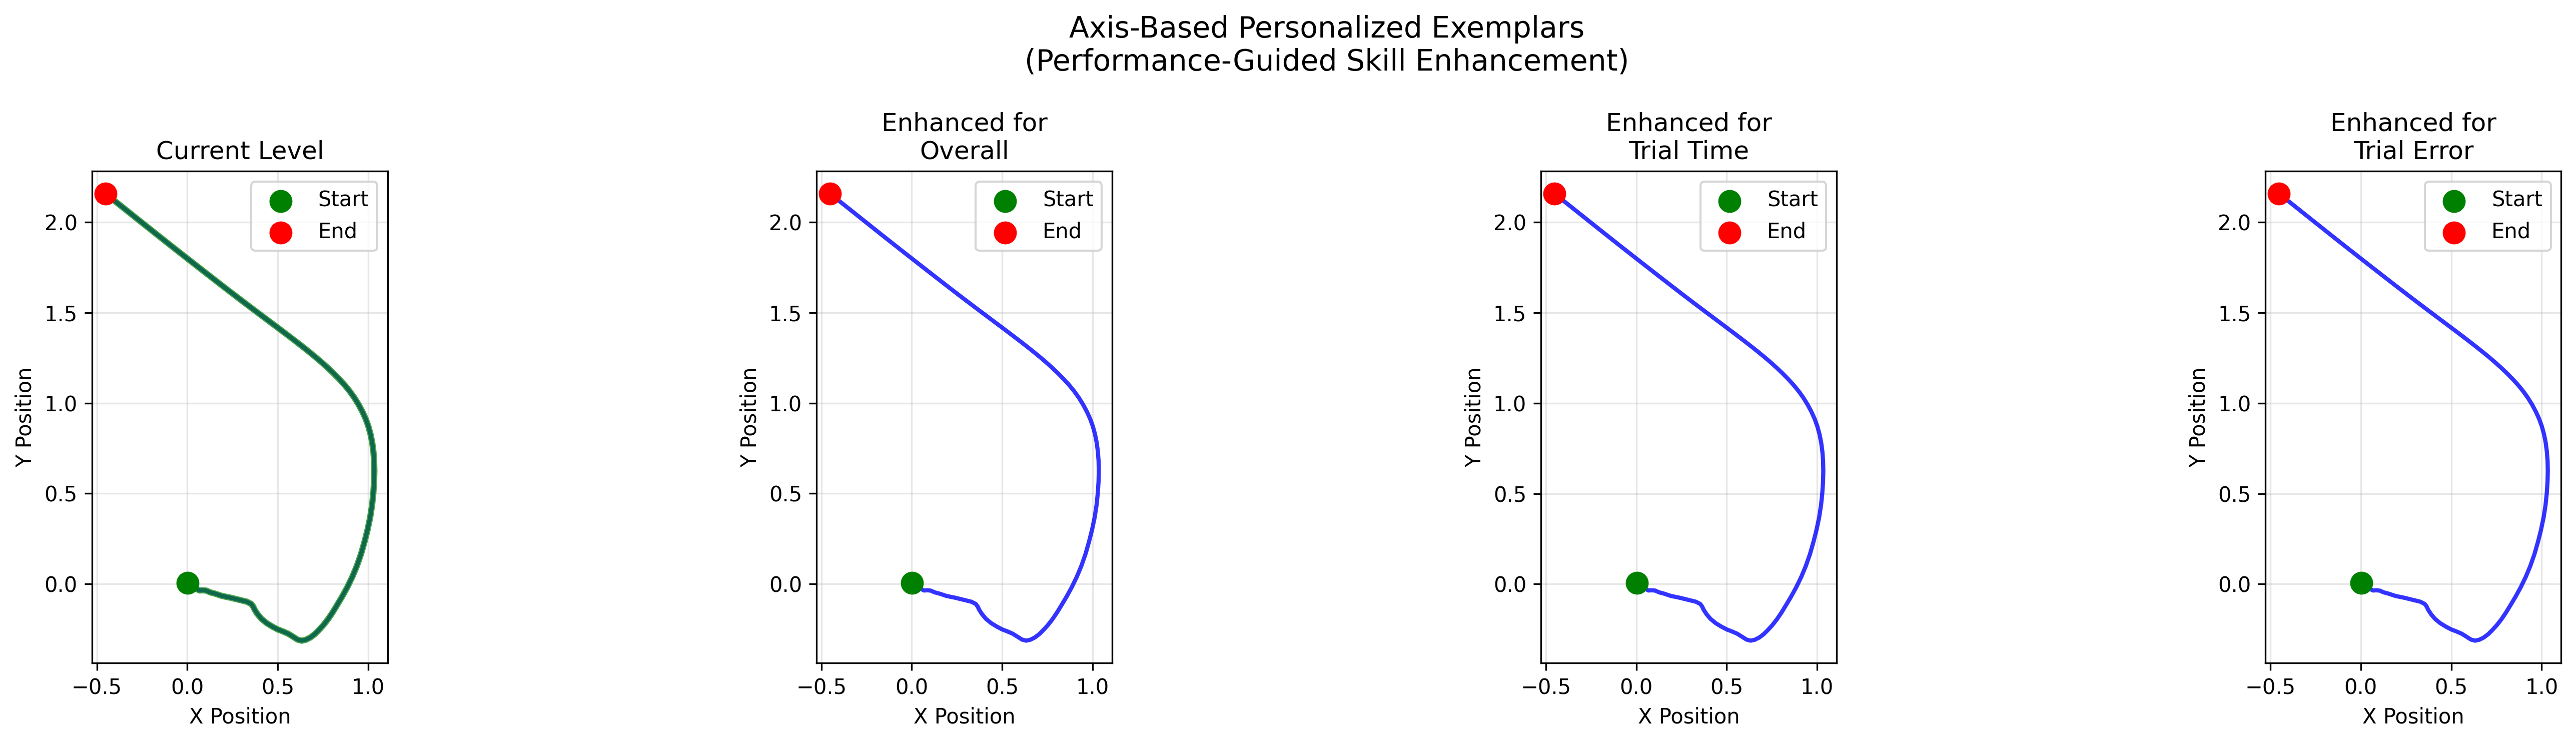 Axis-Based Personalized Exemplars
(Performance-Guided Skill Enhancement)
Current Level
Start
End
2.0
1.5
1.0
0.5
0.0
Y Position
−0.5 0.0 0.5 1.0
X Position
Enhanced for
Overall
Start
End
2.0
1.5
1.0
0.5
0.0
Y Position
−0.5 0.0 0.5 1.0
X Position
Enhanced for
Trial Time
Start
End
2.0
1.5
1.0
0.5
0.0
Y Position
−0.5 0.0 0.5 1.0
X Position
Enhanced for
Trial Error
Start
End
2.0
1.5
1.0
0.5
0.0
Y Position
−0.5 0.0 0.5 1.0
X Position